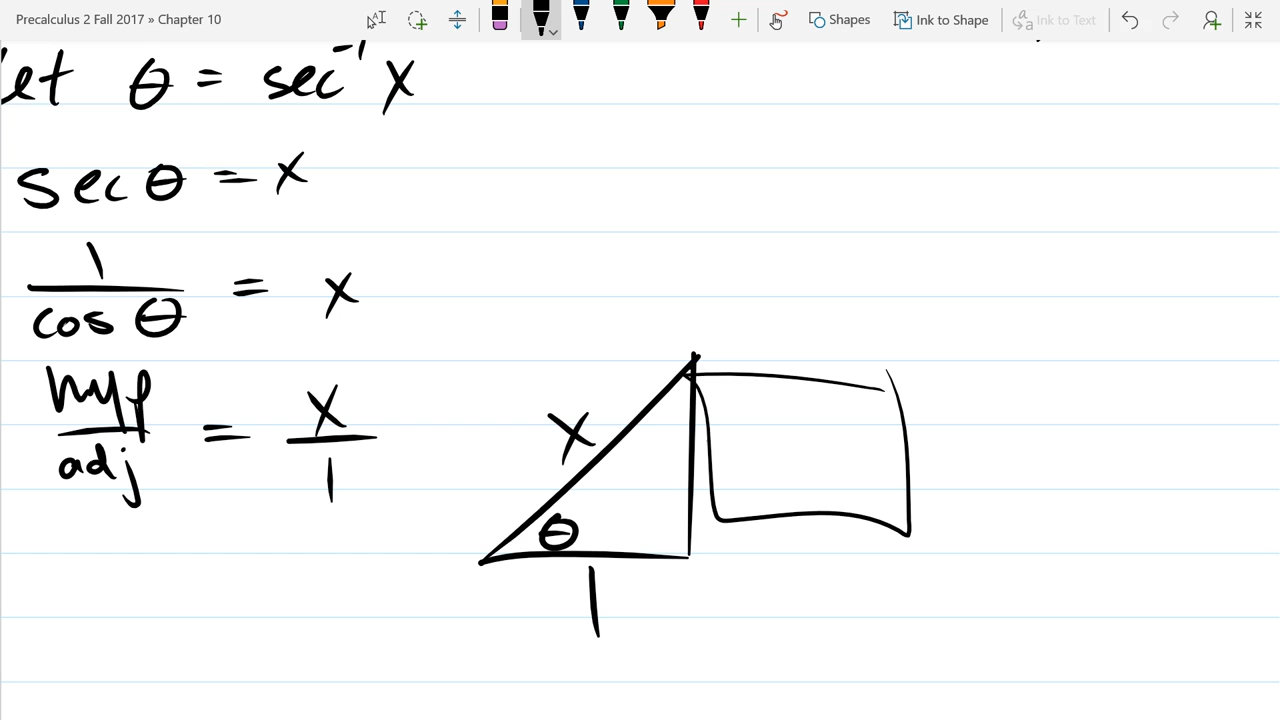 Precalculus 2 Fall 2017 » Chapter 10
Shapes
Ink to Shape
Ink to Text
let θ = sec⁻¹ x
sec θ = x
1/cos θ = x
hyp/adj = x/1
x
θ
1